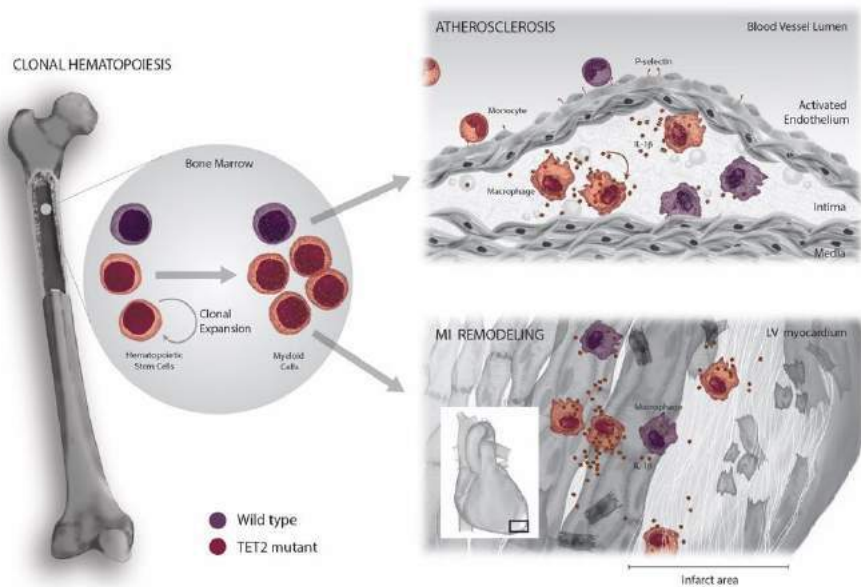 CLONAL HEMATOPOIESIS
Bone Marrow
Clonal
Expansion
Hematopoietic
Stem Cells
Myeloid
Cells
Wild type
TET2 mutant
ATHEROSCLEROSIS
Blood Vessel Lumen
P-selectin
Monocyte
Activated
Endothelium
IL-1β
Macrophage
Intima
Media
MI REMODELING
LV myocardium
Macrophage
IL-1β
Infarct area